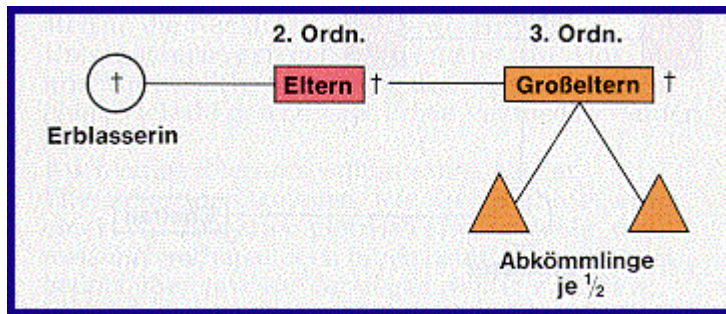 2. Ordn. 3. Ordn.
† Eltern † Großeltern †
Erblasserin
Abkömmlinge
je 1/2